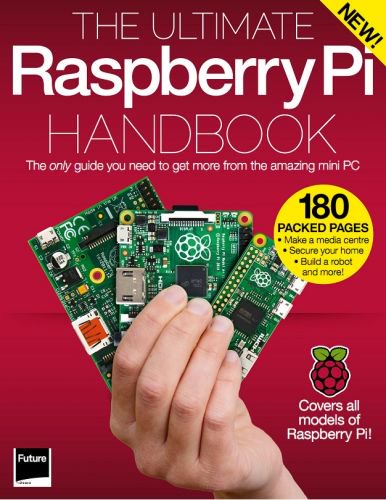 THE ULTIMATE
NEW!
Raspberry Pi
HANDBOOK
The only guide you need to get more from the amazing mini PC
180
PACKED PAGES
• Make a media centre
• Secure your home
• Build a robot
and more!
Covers all
models of
Raspberry Pi!
Future